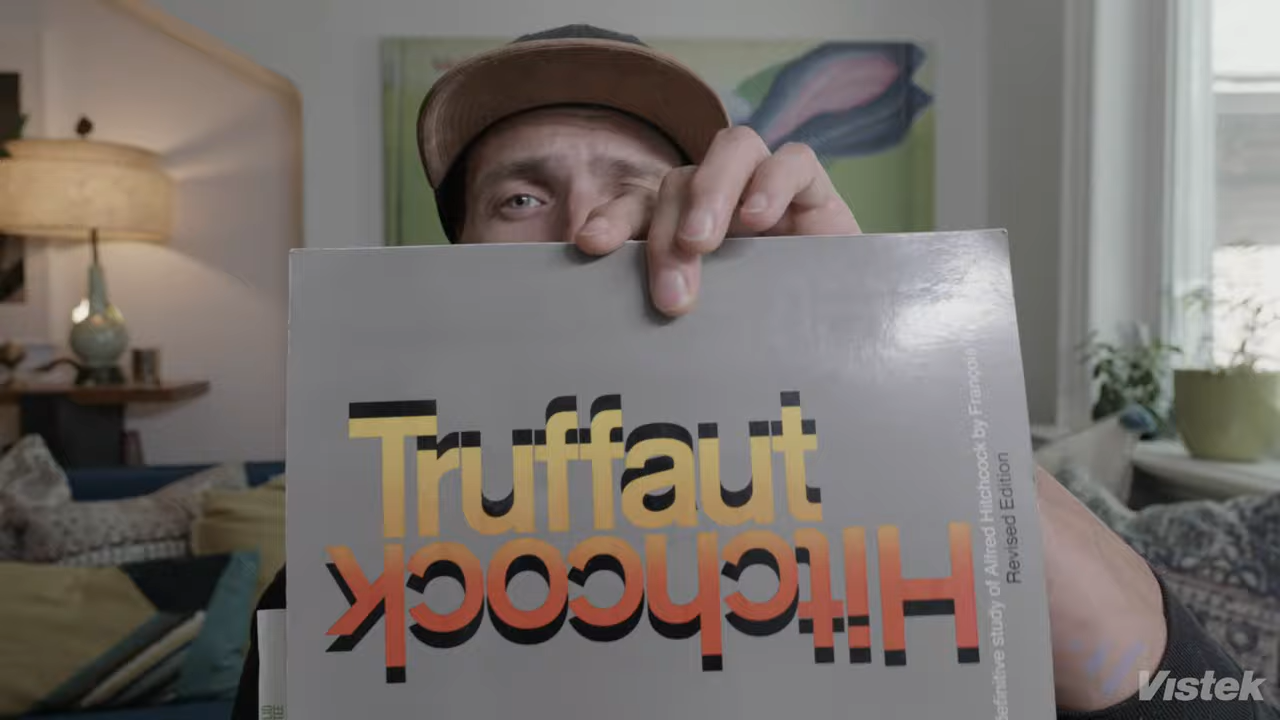 Truffaut
Hitchcock
definitive study of Alfred Hitchcock by François
Revised Edition
Vistek